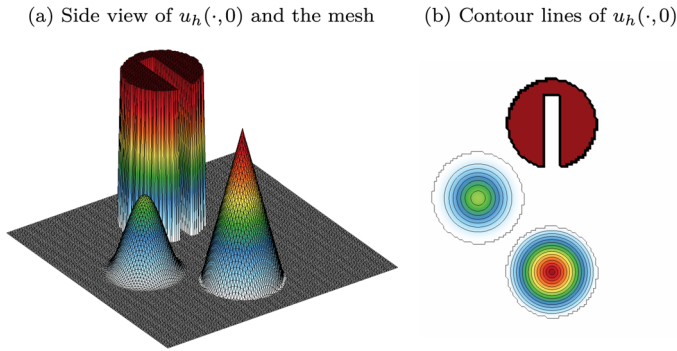 (a) Side view of u_h(·,0) and the mesh
(b) Contour lines of u_h(·,0)